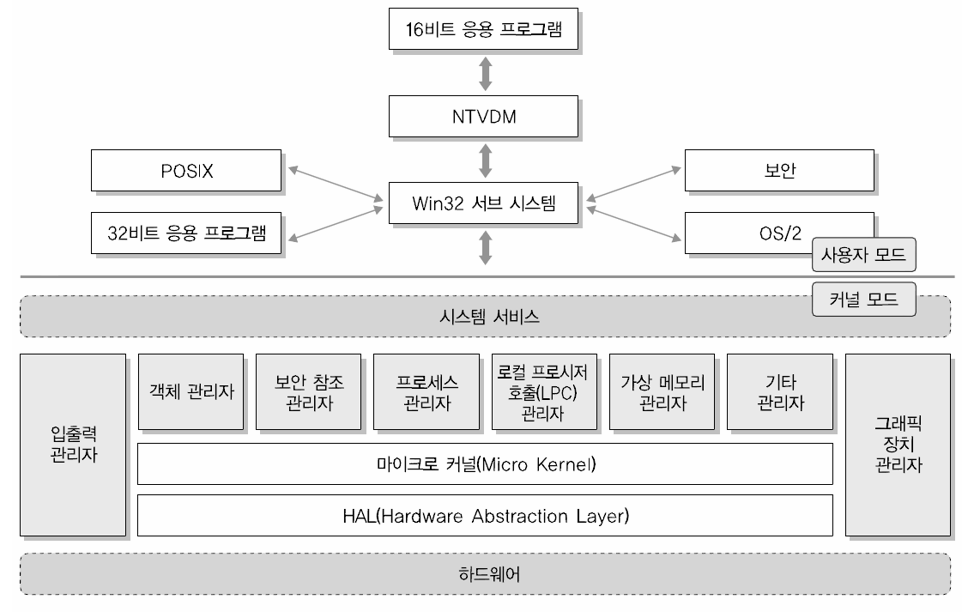 16비트 응용 프로그램
NTVDM
POSIX
보안
Win32 서브 시스템
32비트 응용 프로그램
OS/2
사용자 모드
커널 모드
시스템 서비스
입출력
관리자
객체 관리자
보안 참조
관리자
프로세스
관리자
로컬 프로시저
호출(LPC)
관리자
가상 메모리
관리자
기타
관리자
그래픽
장치
관리자
마이크로 커널(Micro Kernel)
HAL(Hardware Abstraction Layer)
하드웨어